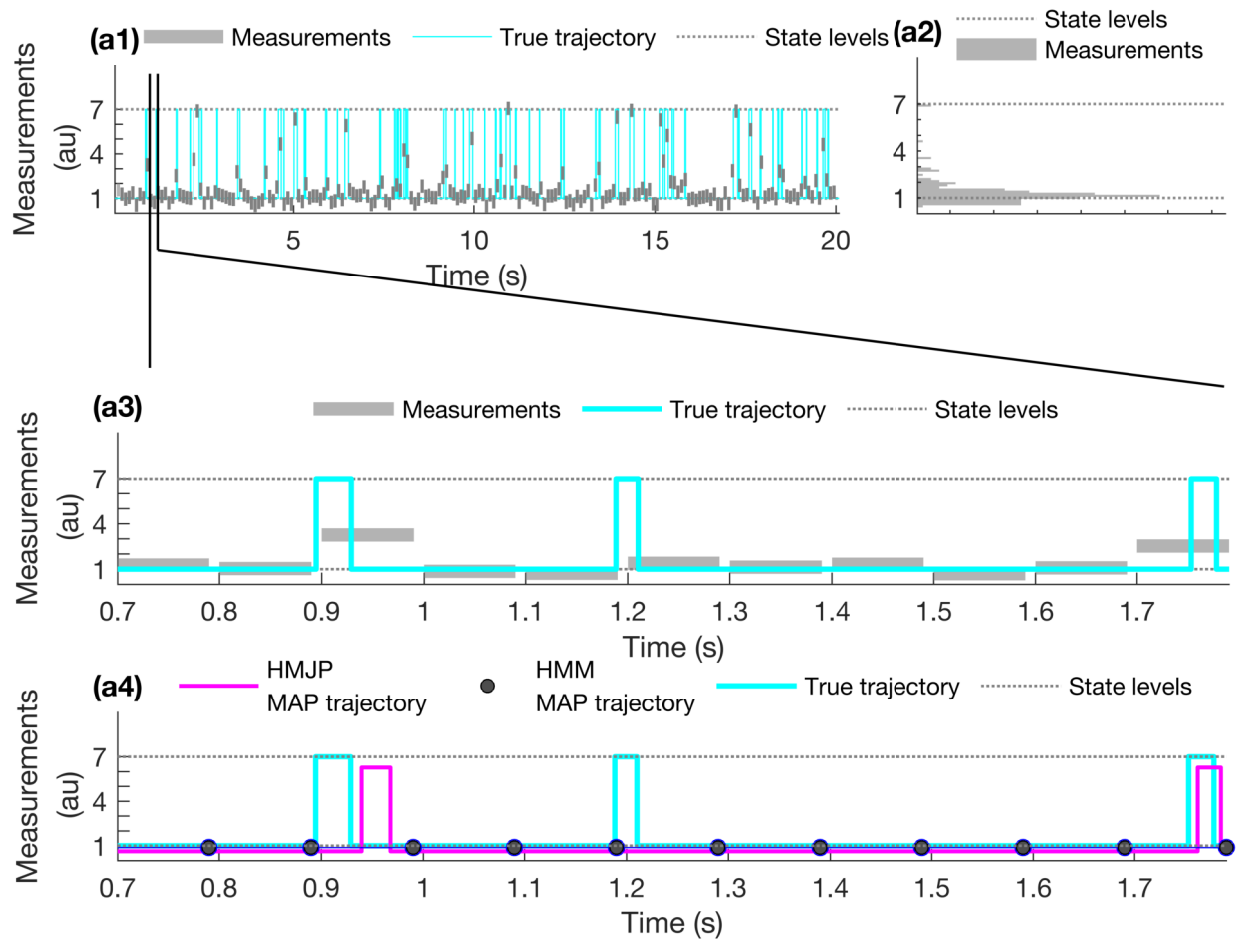 (a1) Measurements True trajectory State levels
Measurements
(au)
7
4
1
5 10 15 20
Time (s)
(a2) State levels
Measurements
7
4
1
(a3) Measurements True trajectory State levels
Measurements
(au)
7
4
1
0.7 0.8 0.9 1 1.1 1.2 1.3 1.4 1.5 1.6 1.7
Time (s)
(a4) HMJP
MAP trajectory
HMM
MAP trajectory
True trajectory State levels
Measurements
(au)
7
4
1
0.7 0.8 0.9 1 1.1 1.2 1.3 1.4 1.5 1.6 1.7
Time (s)